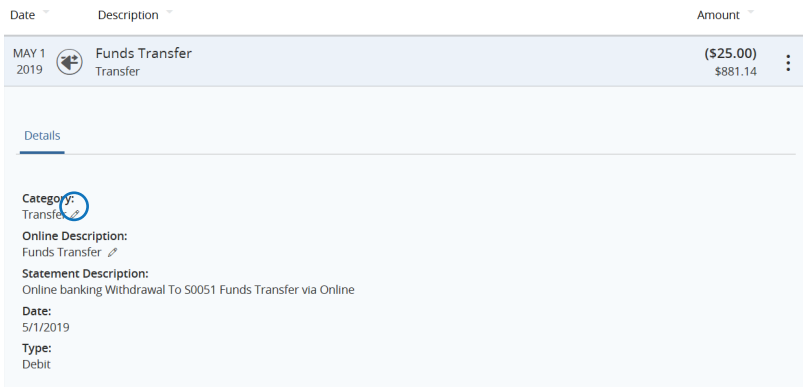 Date Description Amount
MAY 1 Funds Transfer ($25.00)
2019 Transfer $881.14
Details
Category:
Transfer
Online Description:
Funds Transfer
Statement Description:
Online banking Withdrawal To S0051 Funds Transfer via Online
Date:
5/1/2019
Type:
Debit